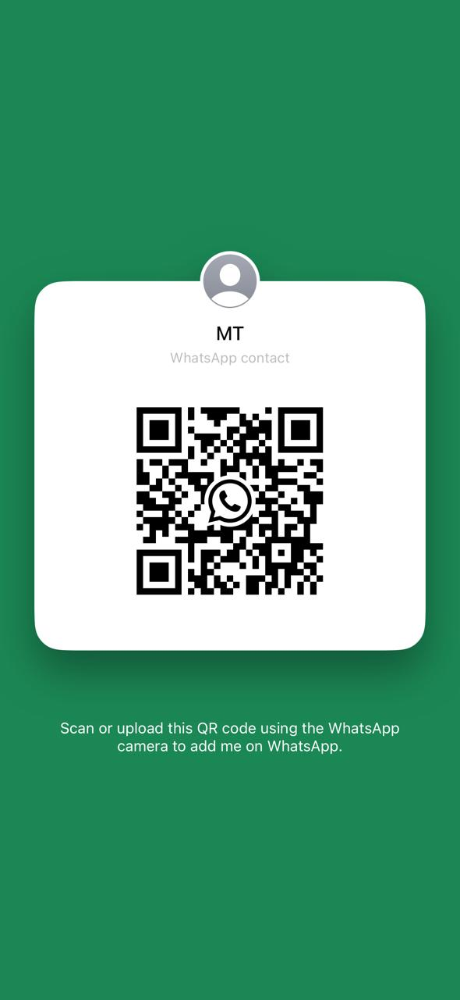 MT
WhatsApp contact
Scan or upload this QR code using the WhatsApp
camera to add me on WhatsApp.